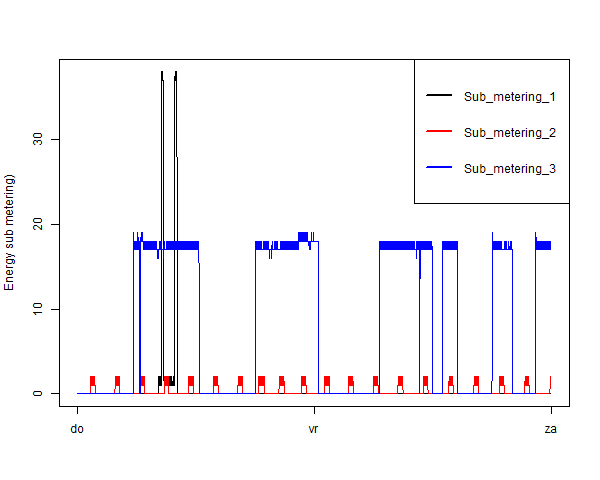 Energy sub metering)
30
20
10
0
Sub_metering_1
Sub_metering_2
Sub_metering_3
do
vr
za